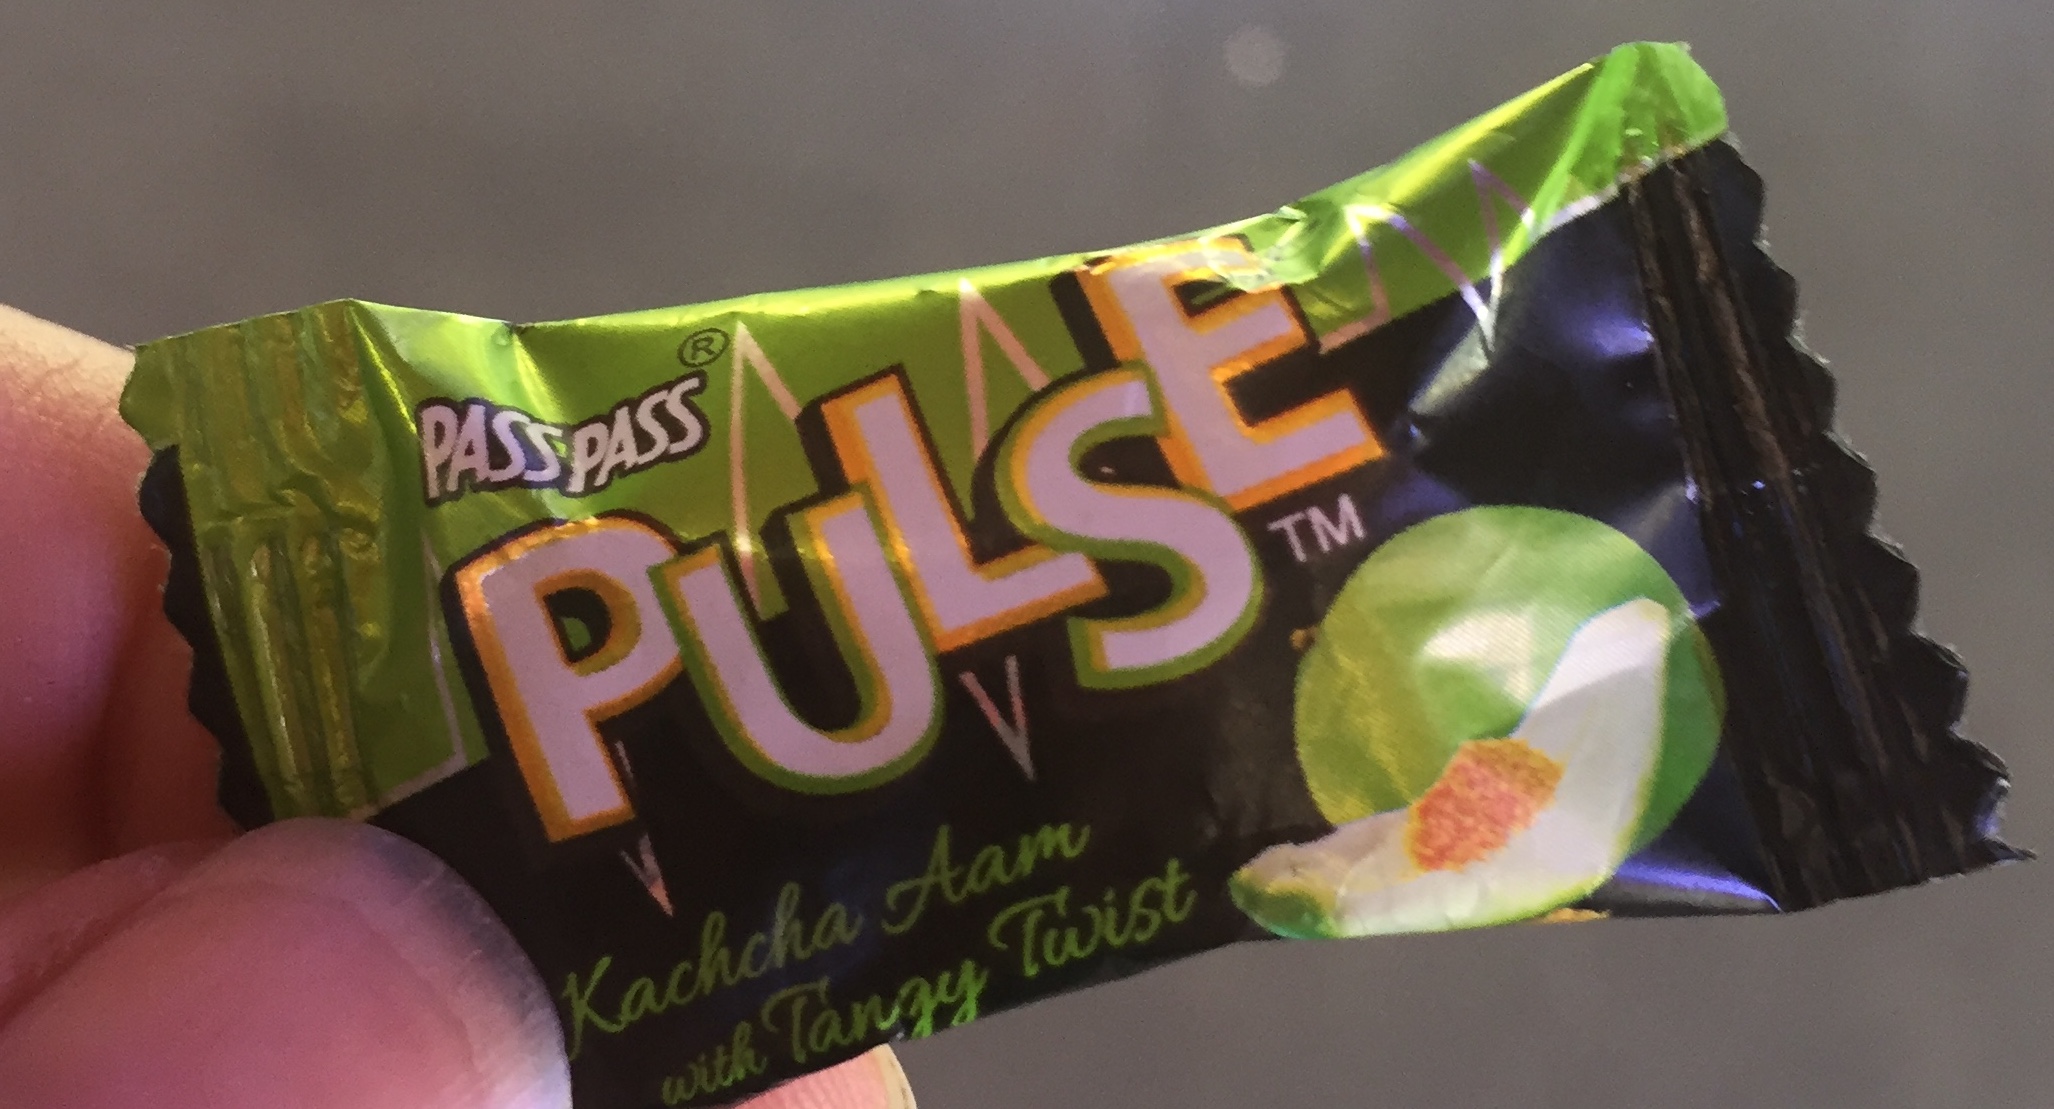 PASS PASS®
PULSE™
Kachcha Aam
with Tangy Twist